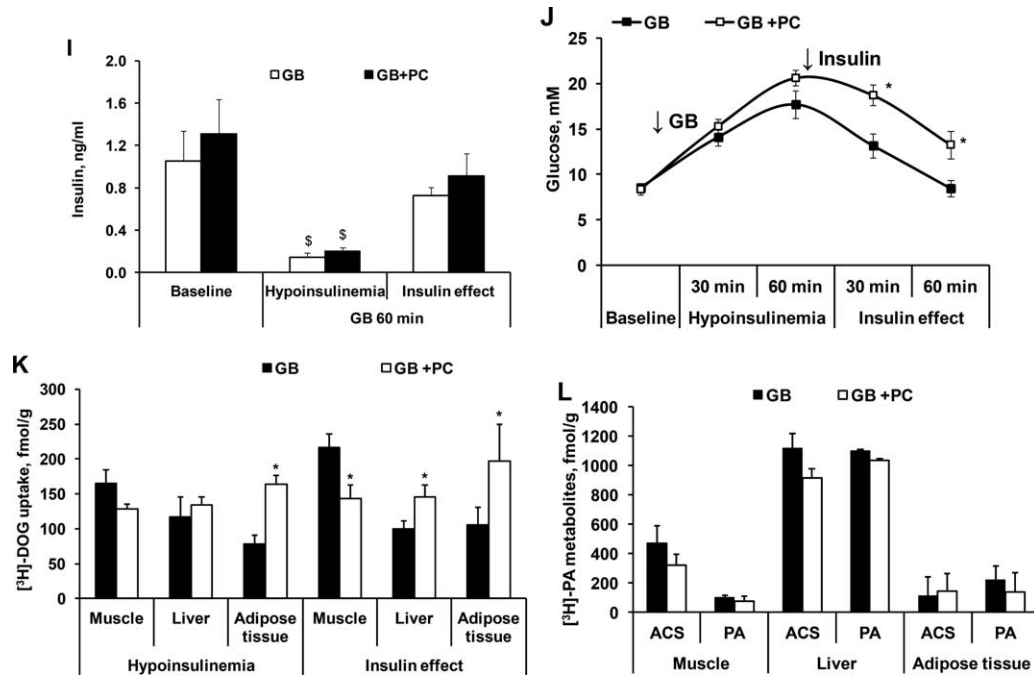 I
GB GB+PC
Insulin, ng/ml
1.6
1.2
0.8
0.4
0.0
$ $
Baseline Hypoinsulinemia Insulin effect
GB 60 min
J
GB GB +PC
Glucose, mM
25
20
15
10
5
0
↓ GB
↓ Insulin
*
*
30 min 60 min 30 min 60 min
Baseline Hypoinsulinemia Insulin effect
K
GB GB +PC
[³H]-DOG uptake, fmol/g
300
250
200
150
100
50
0
* * * *
Muscle Liver Adipose tissue Muscle Liver Adipose tissue
Hypoinsulinemia Insulin effect
L
GB GB +PC
[³H]-PA metabolites, fmol/g
1400
1200
1000
800
600
400
200
0
ACS PA ACS PA ACS PA
Muscle Liver Adipose tissue